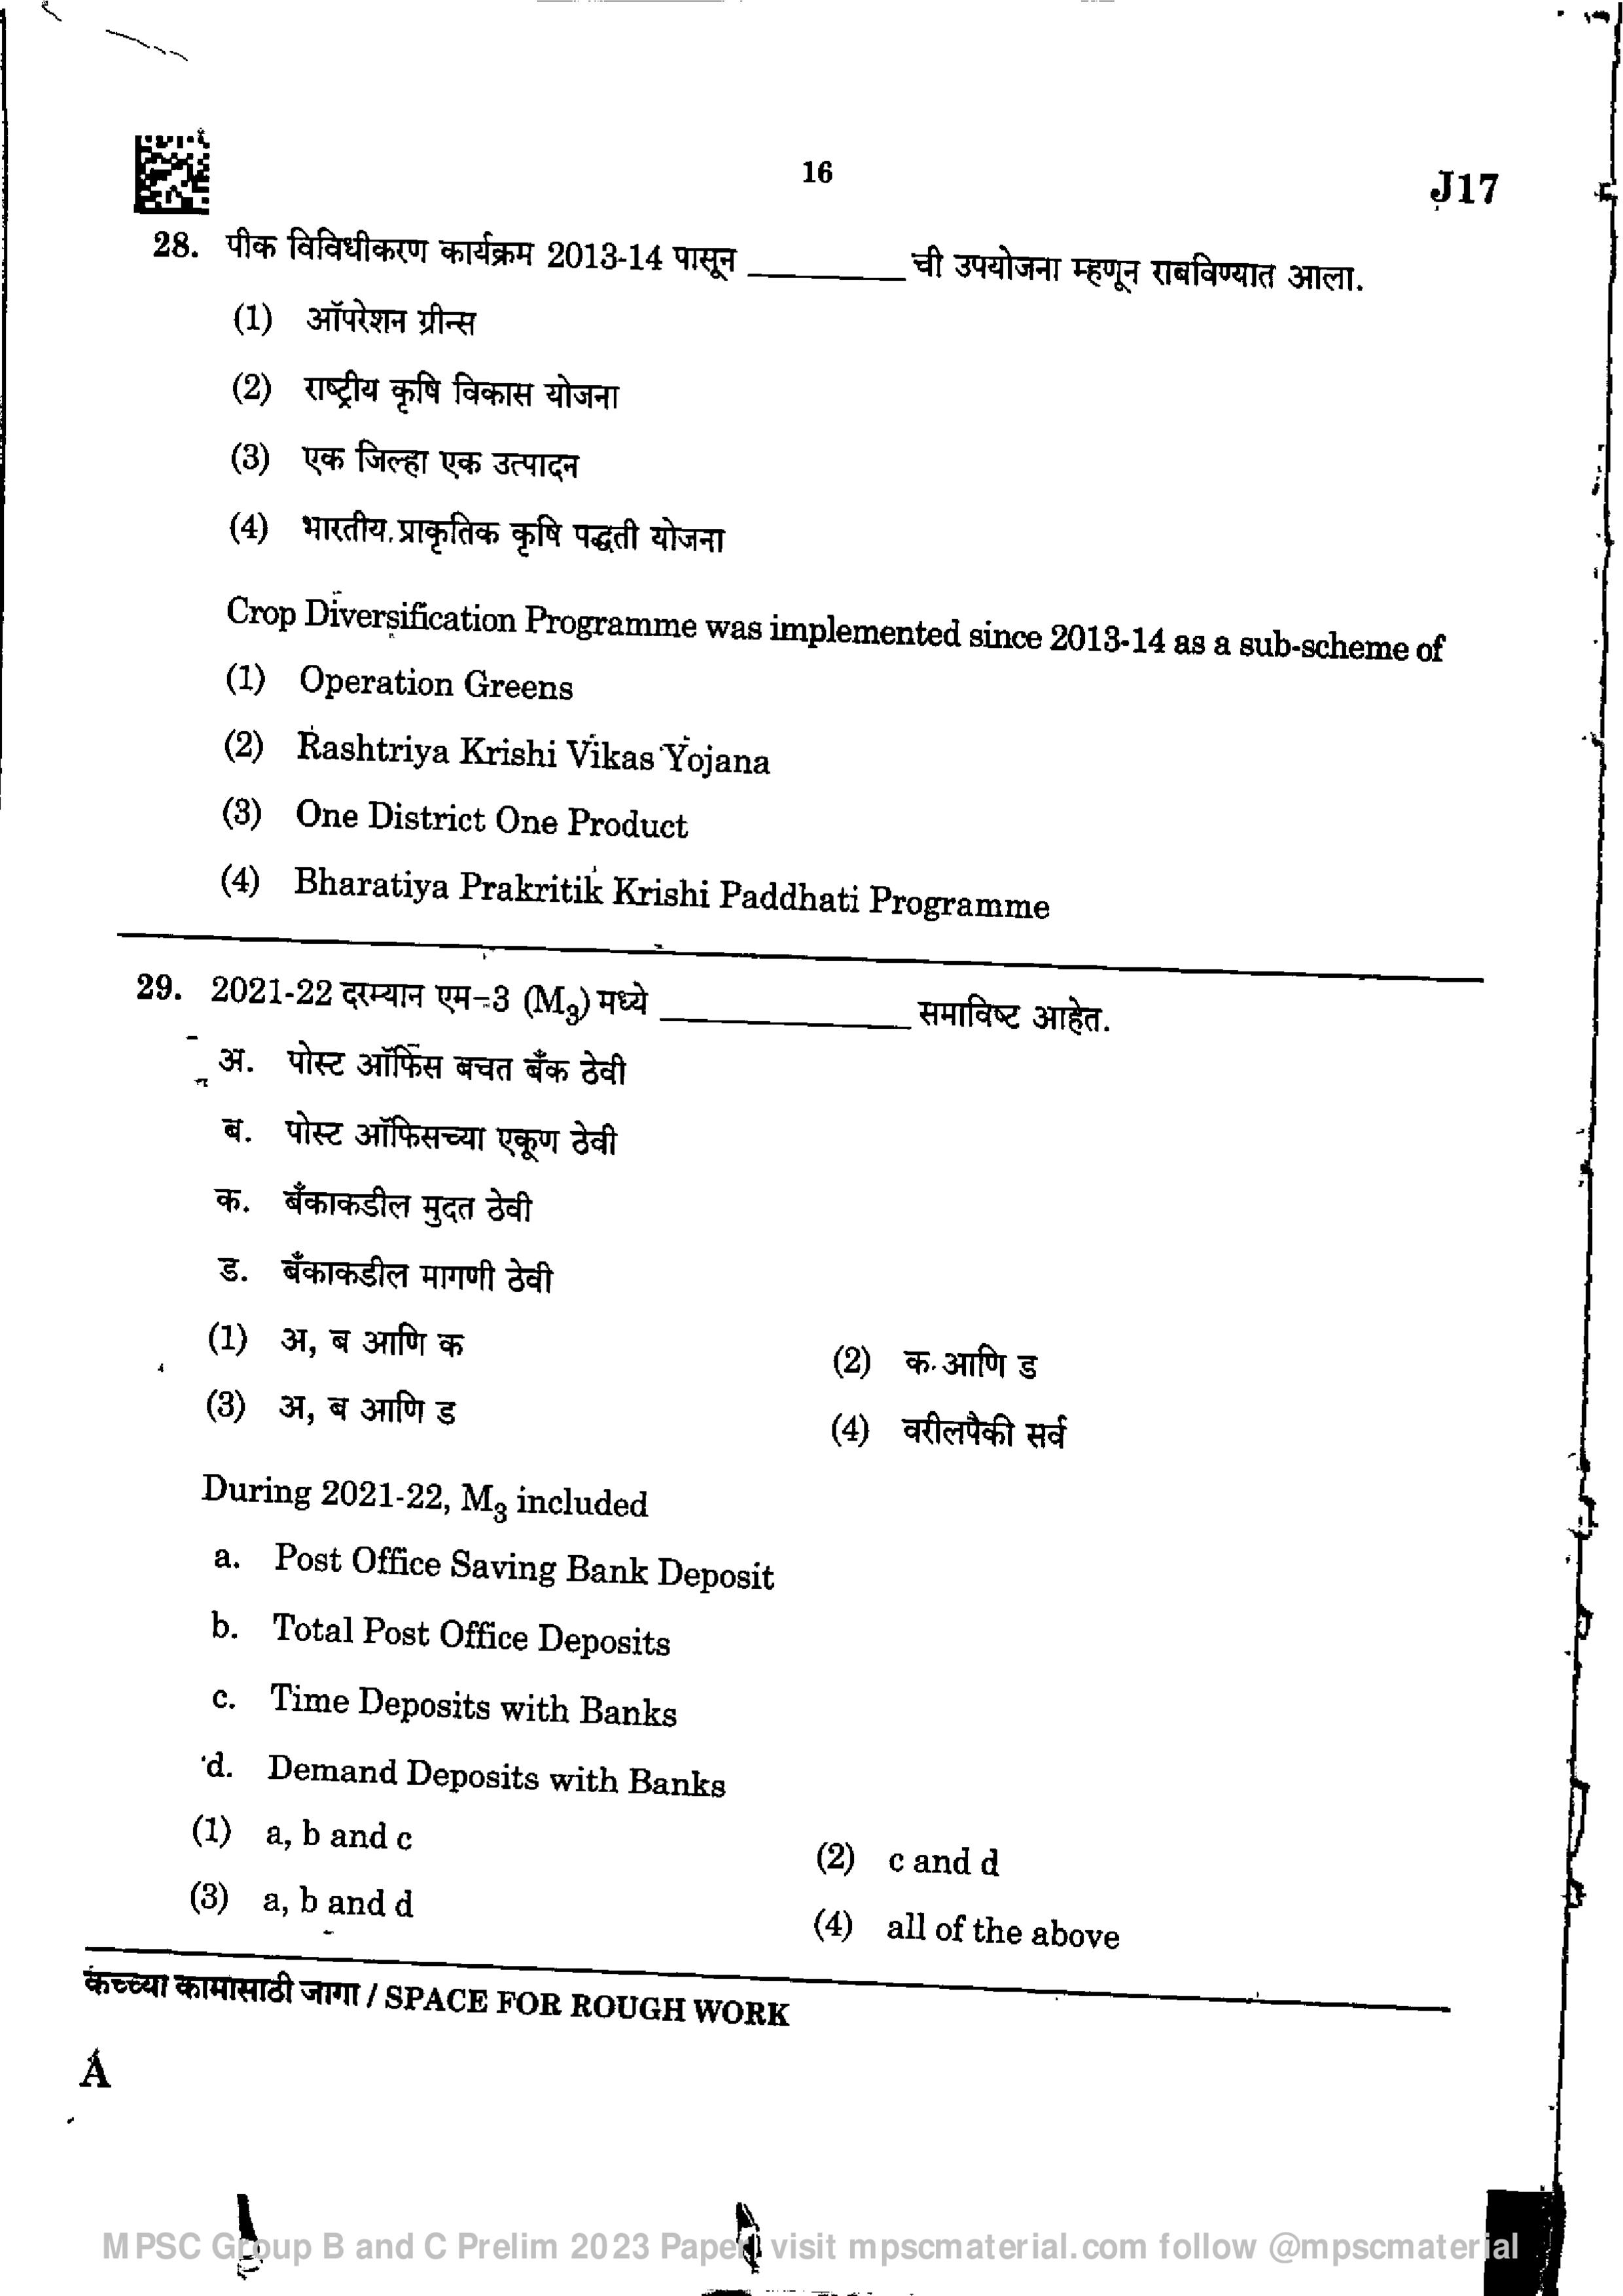 16
J17
28. पीक विविधीकरण कार्यक्रम 2013-14 पासून ________ ची उपयोजना म्हणून राबविण्यात आला.
(1) ऑपरेशन ग्रीन्स
(2) राष्ट्रीय कृषि विकास योजना
(3) एक जिल्हा एक उत्पादन
(4) भारतीय प्राकृतिक कृषि पद्धती योजना
Crop Diversification Programme was implemented since 2013-14 as a sub-scheme of
(1) Operation Greens
(2) Rashtriya Krishi Vikas Yojana
(3) One District One Product
(4) Bharatiya Prakritik Krishi Paddhati Programme
29. 2021-22 दरम्यान एम-3 (M₃) मध्ये ____________ समाविष्ट आहेत.
अ. पोस्ट ऑफिस बचत बँक ठेवी
ब. पोस्ट ऑफिसच्या एकूण ठेवी
क. बँकाकडील मुदत ठेवी
ड. बँकाकडील मागणी ठेवी
(1) अ, ब आणि क
(2) क आणि ड
(3) अ, ब आणि ड
(4) वरीलपैकी सर्व
During 2021-22, M₃ included
a. Post Office Saving Bank Deposit
b. Total Post Office Deposits
c. Time Deposits with Banks
d. Demand Deposits with Banks
(1) a, b and c
(2) c and d
(3) a, b and d
(4) all of the above
कच्च्या कामासाठी जागा / SPACE FOR ROUGH WORK
A
MPSC Group B and C Prelim 2023 Paper, visit mpscmaterial.com follow @mpscmaterial